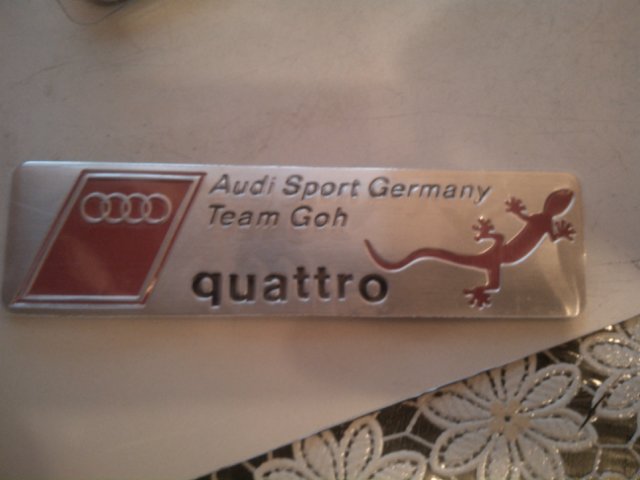 Audi Sport Germany
Team Goh
quattro